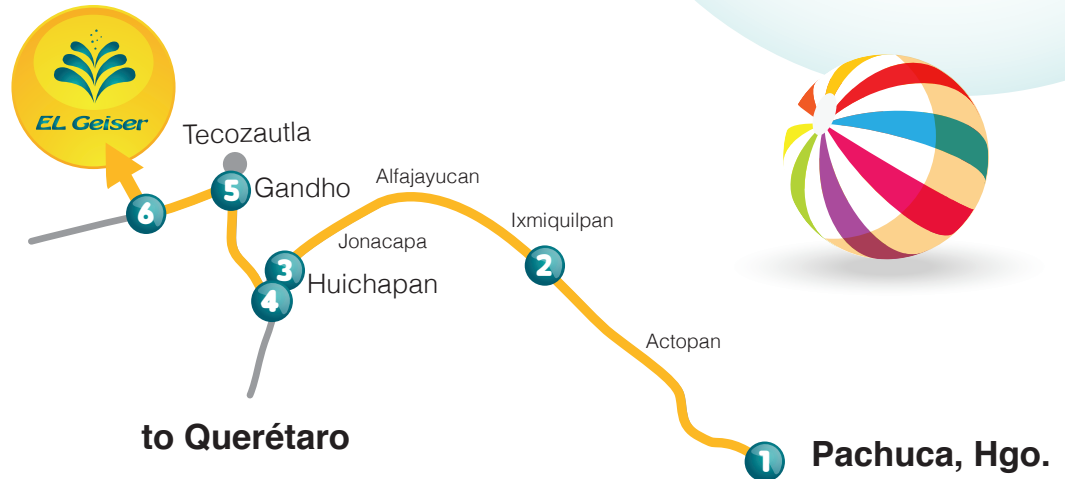 EL Geiser
Tecozautla
5 Gandho
6
Alfajayucan
Ixmiquilpan
Jonacapa
2
3
Huichapan
4
Actopan
to Querétaro
1 Pachuca, Hgo.